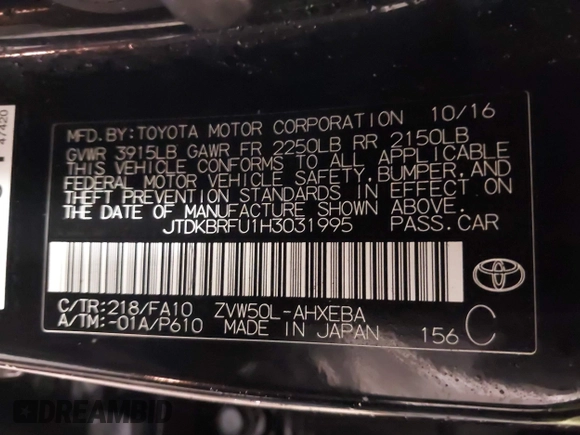 MFD. BY: TOYOTA MOTOR CORPORATION 10/16
GVWR 3915LB GAWR FR 2250LB RR 2150LB
THIS VEHICLE CONFORMS TO ALL APPLICABLE
FEDERAL MOTOR VEHICLE SAFETY, BUMPER, AND
THEFT PREVENTION STANDARDS IN EFFECT ON
THE DATE OF MANUFACTURE SHOWN ABOVE.
JTDKBRFU1H3031995 PASS. CAR
C/TR: 218/FA10 ZVW50L-AHXEBA
A/TM: -01A/P610 MADE IN JAPAN 156 C
TOYOTA
47420
DREAMBID